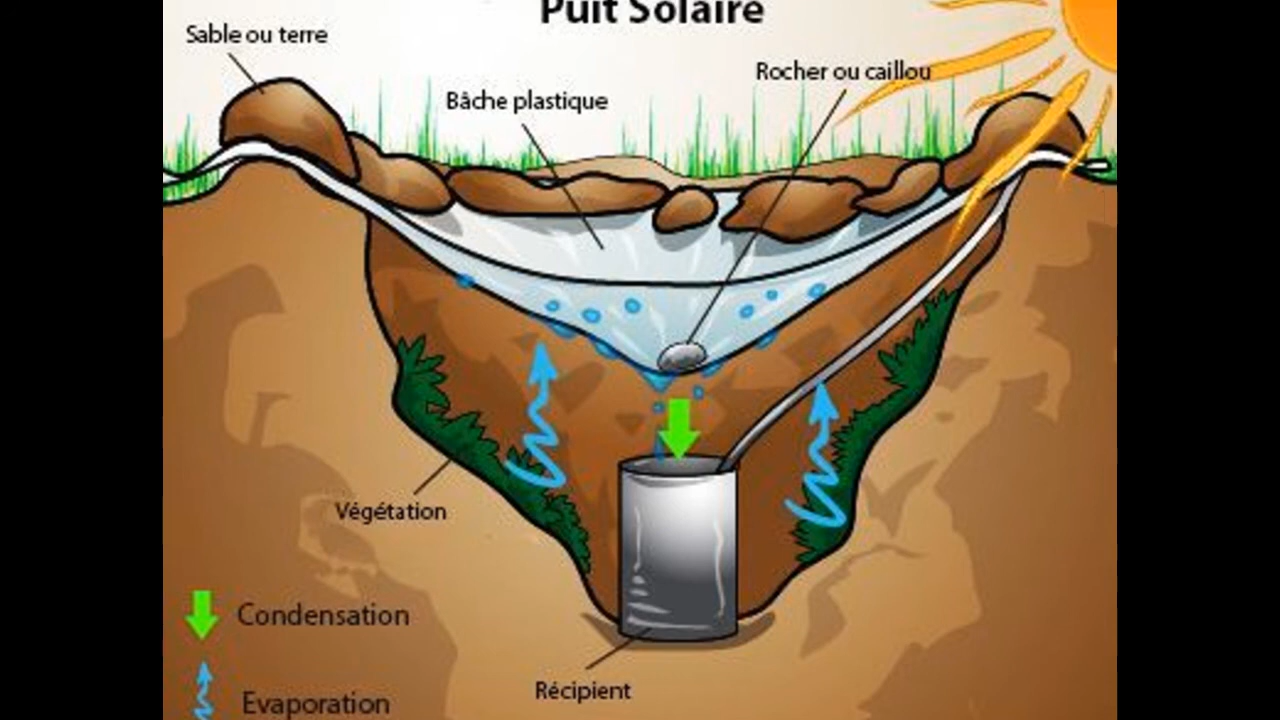 Puit Solaire
Sable ou terre
Rocher ou caillou
Bâche plastique
Végétation
Condensation
Récipient
Evaporation